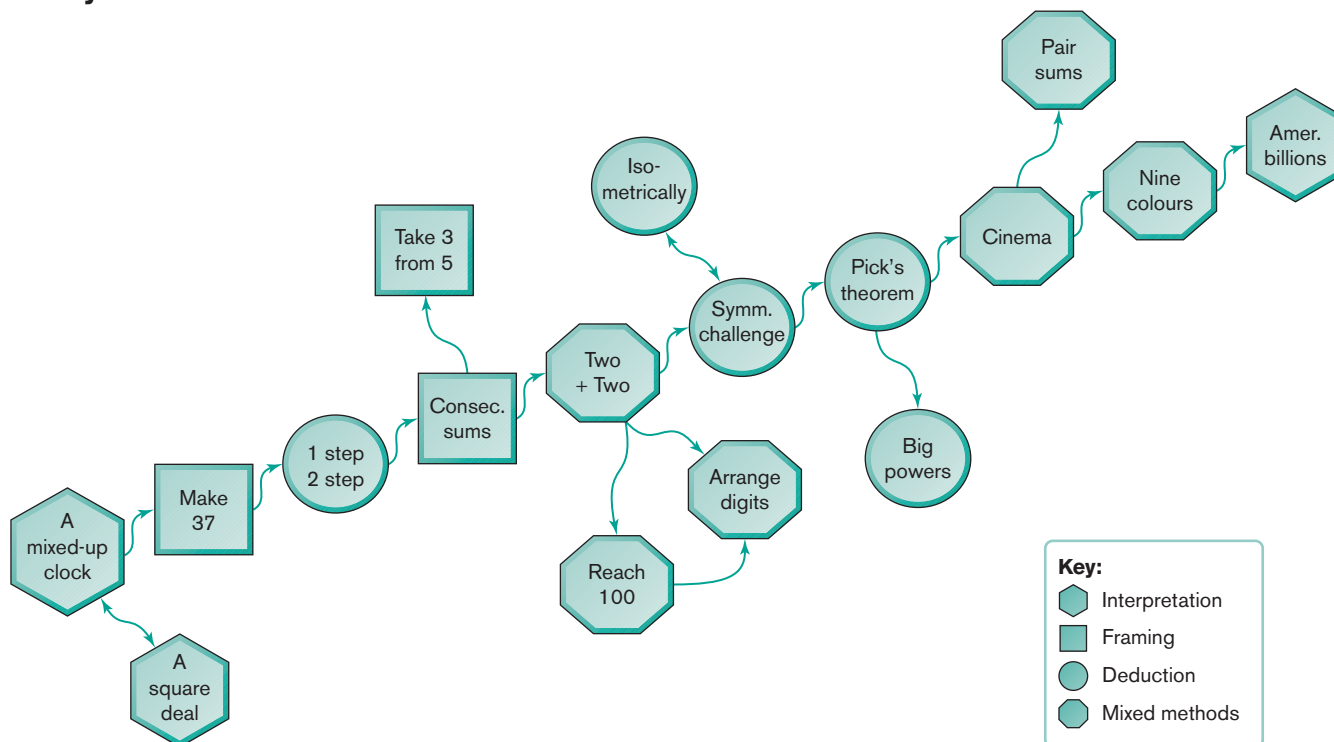 Pair
sums
Amer.
billions
Iso-
metrically
Nine
colours
Take 3
from 5
Cinema
Pick's
theorem
Symm.
challenge
Two
+ Two
Consec.
sums
1 step
2 step
Big
powers
Arrange
digits
Make
37
A
mixed-up
clock
Reach
100
A
square
deal
Key:
Interpretation
Framing
Deduction
Mixed methods